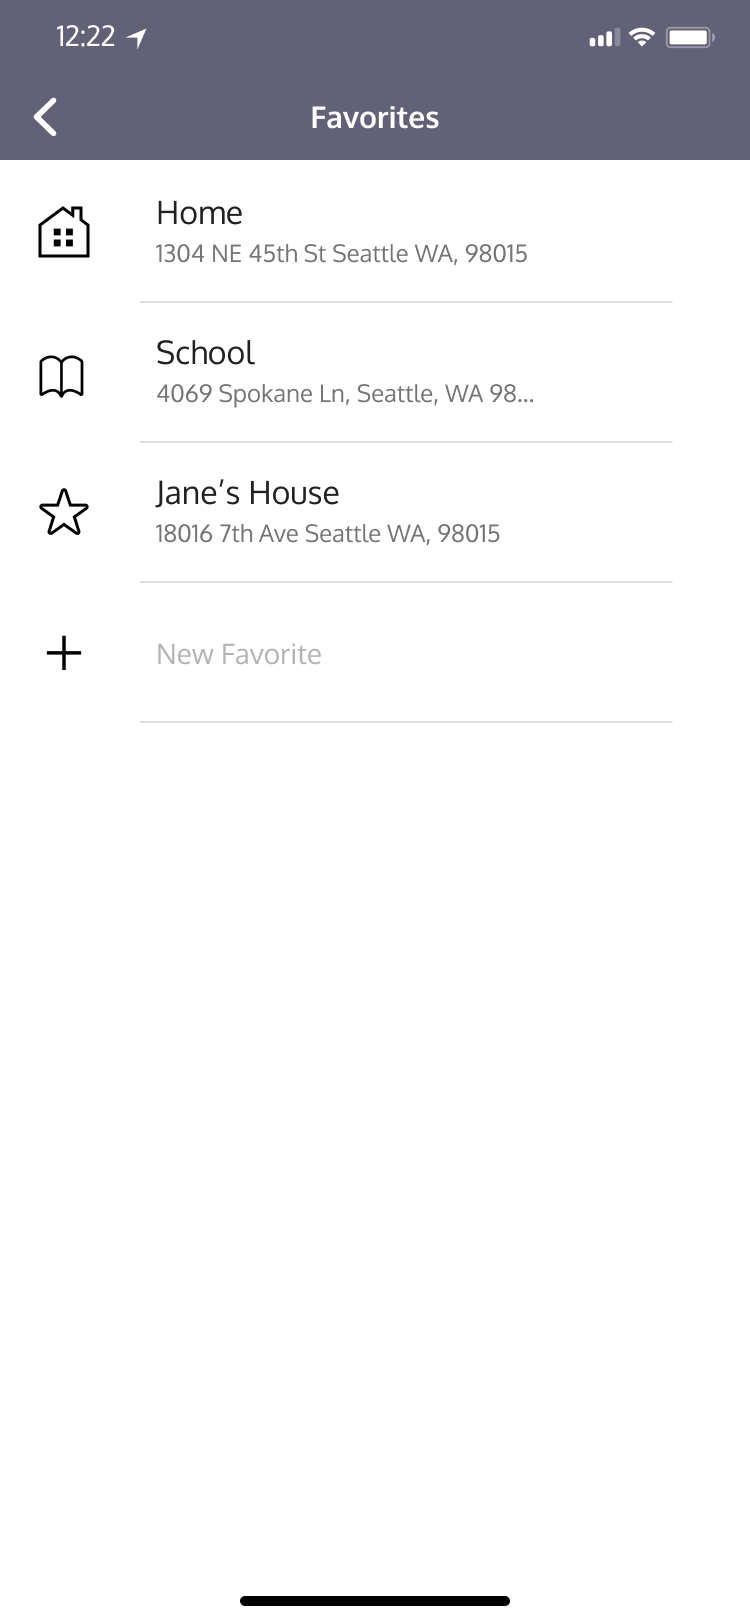 12:22
Favorites
Home
1304 NE 45th St Seattle WA, 98015
School
4069 Spokane Ln, Seattle, WA 98...
Jane’s House
18016 7th Ave Seattle WA, 98015
New Favorite